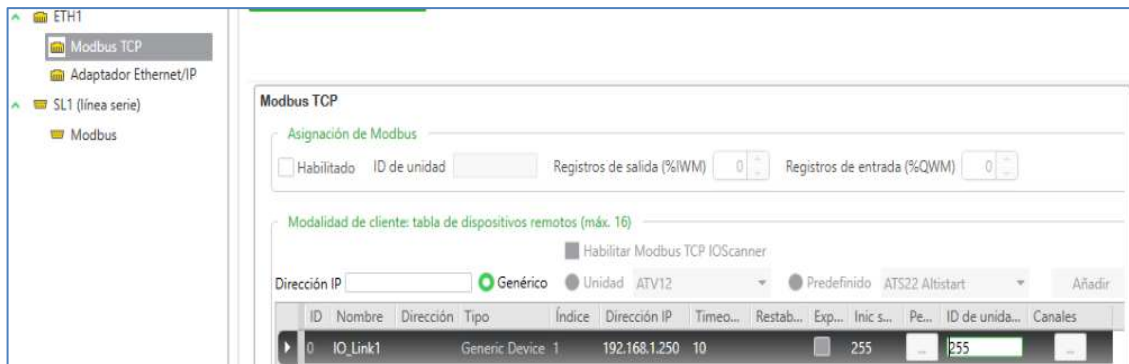 ETH1
Modbus TCP
Adaptador Ethernet/IP
SL1 (línea serie)
Modbus
Modbus TCP
Asignación de Modbus
Habilitado ID de unidad Registros de salida (%IWM) 0 Registros de entrada (%QWM) 0
Modalidad de cliente: tabla de dispositivos remotos (máx. 16)
Habilitar Modbus TCP IOScanner
Dirección IP Genérico Unidad ATV12 Predefinido ATS22 Altistart Añadir
ID Nombre Dirección Tipo Índice Dirección IP Timeo... Restab... Exp... Inic s... Pe... ID de unida... Canales
0 IO_Link1 Generic Device 1 192.168.1.250 10 255 ... 255 ...